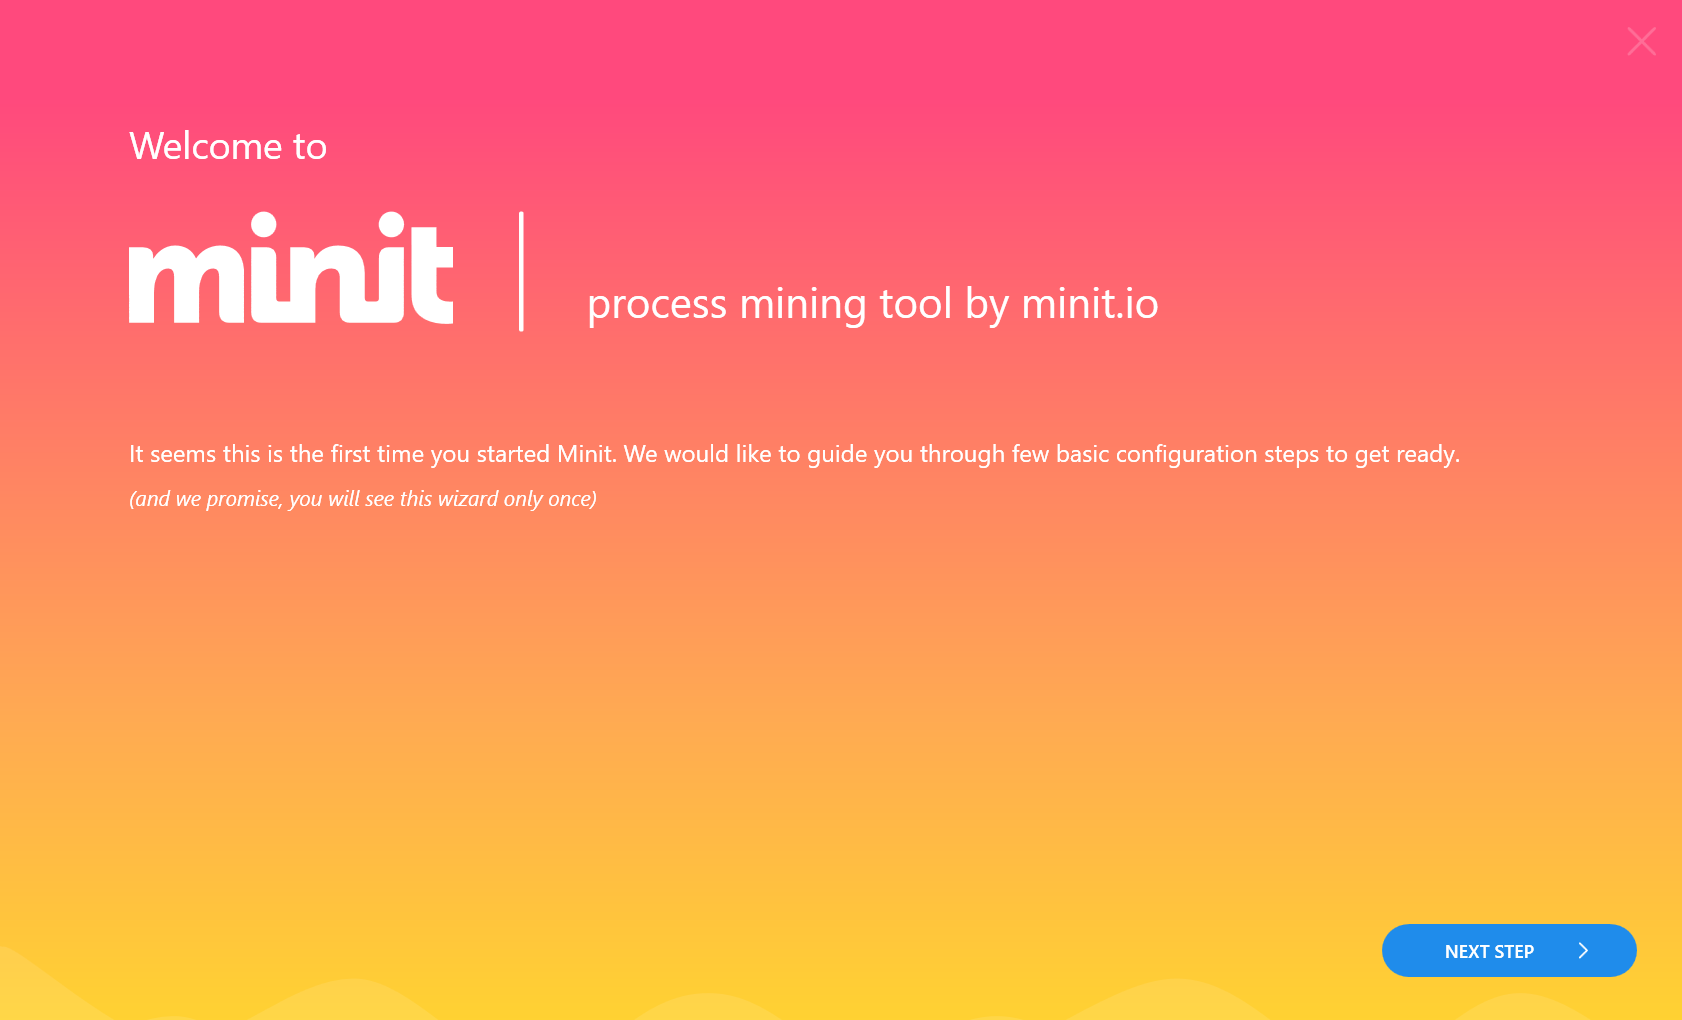 Welcome to
minit
process mining tool by minit.io
It seems this is the first time you started Minit. We would like to guide you through few basic configuration steps to get ready.
(and we promise, you will see this wizard only once)
NEXT STEP